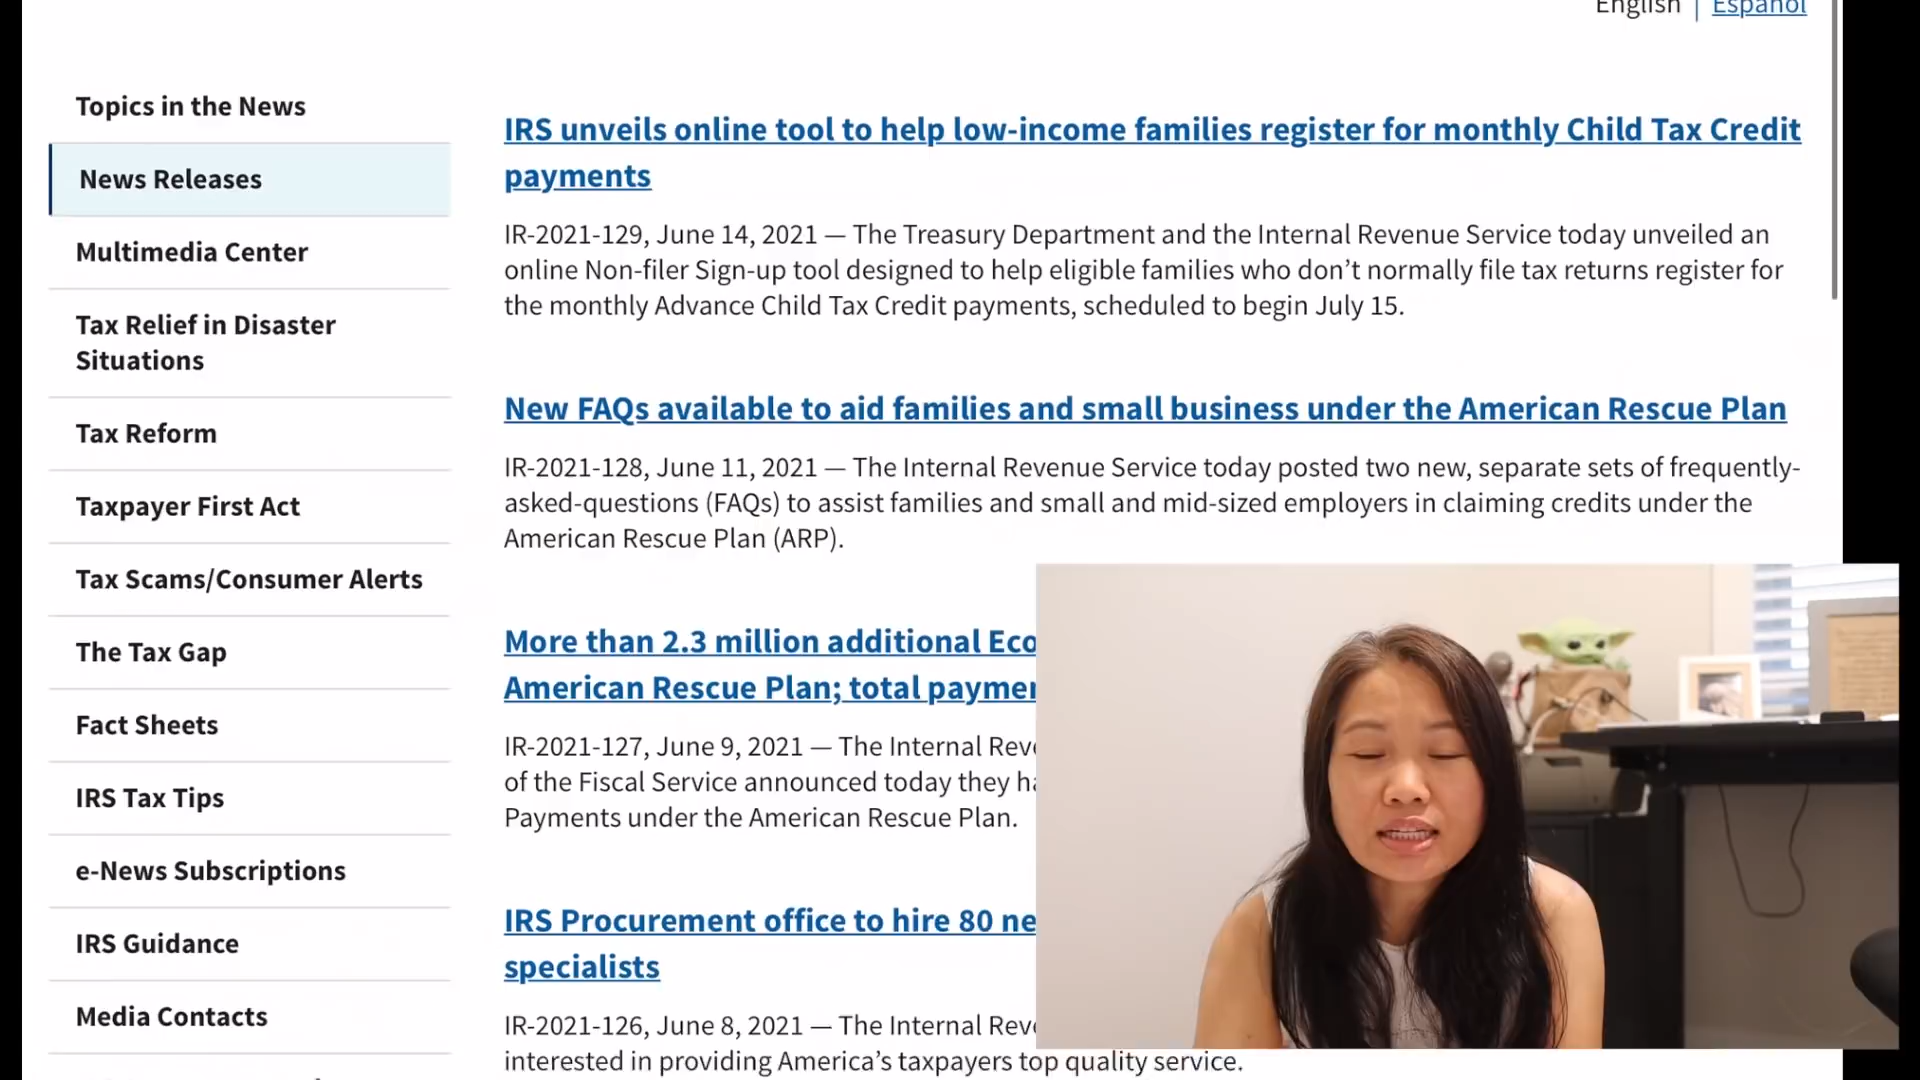 English | Español
Topics in the News
News Releases
Multimedia Center
Tax Relief in Disaster
Situations
Tax Reform
Taxpayer First Act
Tax Scams/Consumer Alerts
The Tax Gap
Fact Sheets
IRS Tax Tips
e-News Subscriptions
IRS Guidance
Media Contacts
IRS unveils online tool to help low-income families register for monthly Child Tax Credit
payments
IR-2021-129, June 14, 2021 — The Treasury Department and the Internal Revenue Service today unveiled an
online Non-filer Sign-up tool designed to help eligible families who don’t normally file tax returns register for
the monthly Advance Child Tax Credit payments, scheduled to begin July 15.
New FAQs available to aid families and small business under the American Rescue Plan
IR-2021-128, June 11, 2021 — The Internal Revenue Service today posted two new, separate sets of frequently-
asked-questions (FAQs) to assist families and small and mid-sized employers in claiming credits under the
American Rescue Plan (ARP).
More than 2.3 million additional Eco
American Rescue Plan; total paymen
IR-2021-127, June 9, 2021 — The Internal Reve
of the Fiscal Service announced today they ha
Payments under the American Rescue Plan.
IRS Procurement office to hire 80 ne
specialists
IR-2021-126, June 8, 2021 — The Internal Reve
interested in providing America’s taxpayers top quality service.